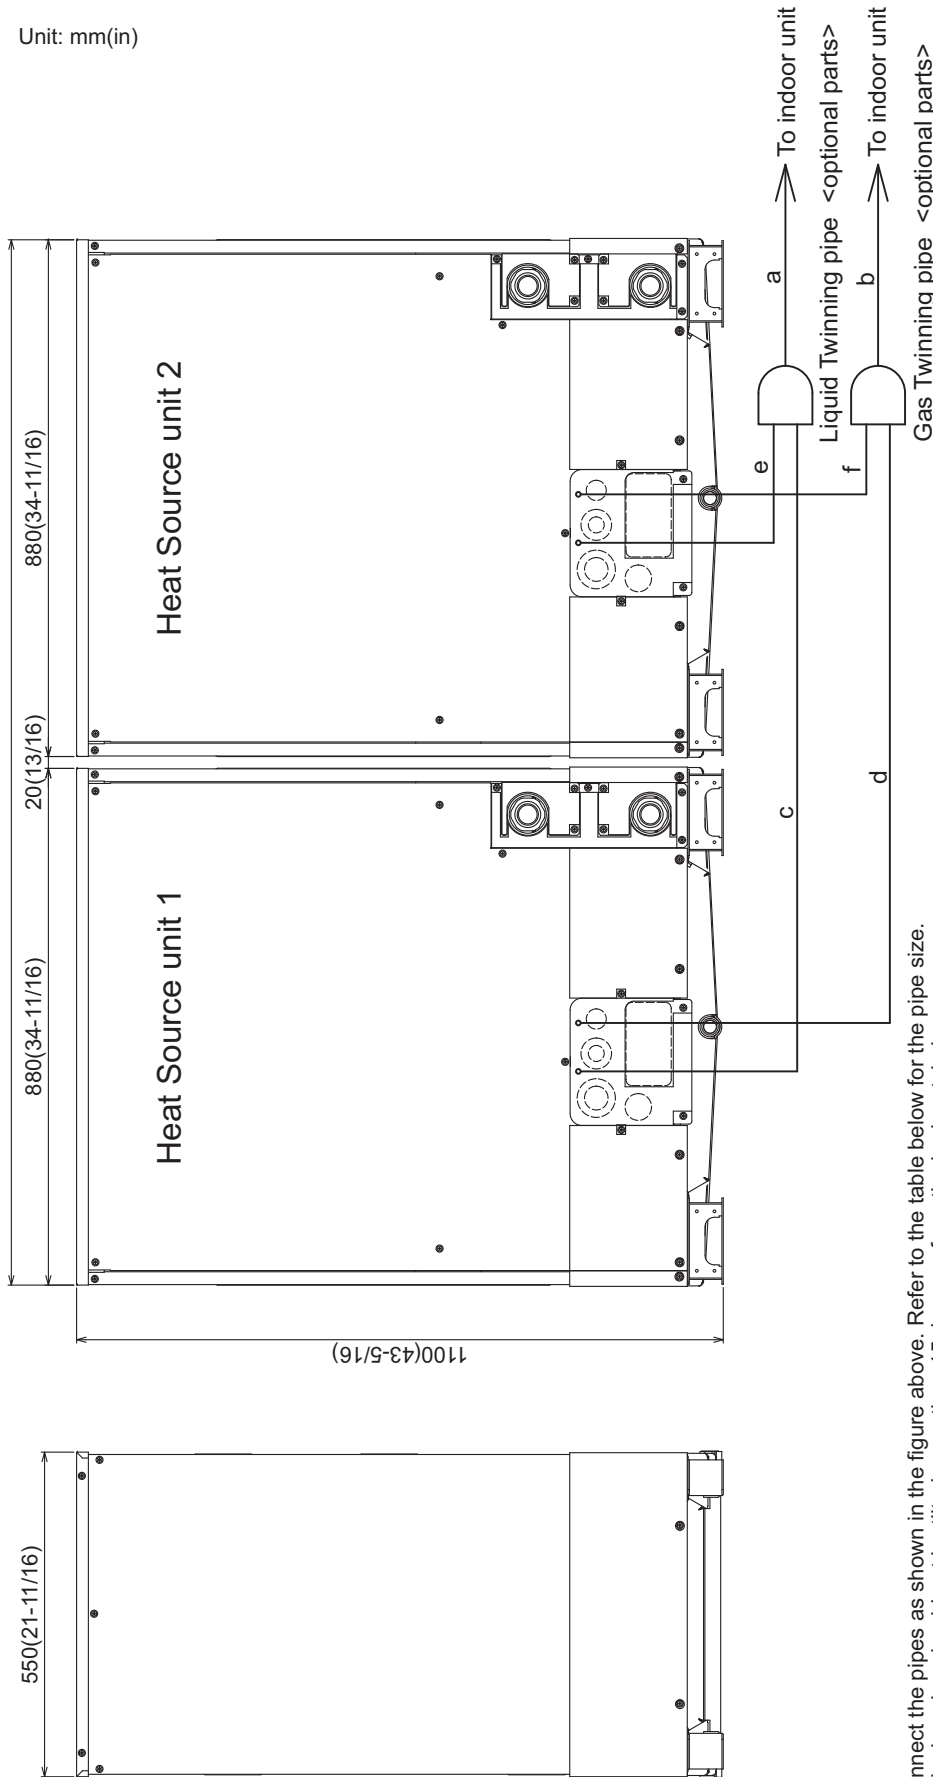 Unit: mm(in)
880(34-11/16)
20(13/16)
880(34-11/16)
550(21-11/16)
1100(43-5/16)
Heat Source unit 1
Heat Source unit 2
a
To indoor unit
Liquid Twinning pipe <optional parts>
b
To indoor unit
Gas Twinning pipe <optional parts>
e
f
c
d
the pipes as shown in the figure above. Refer to the table below for the pipe size.